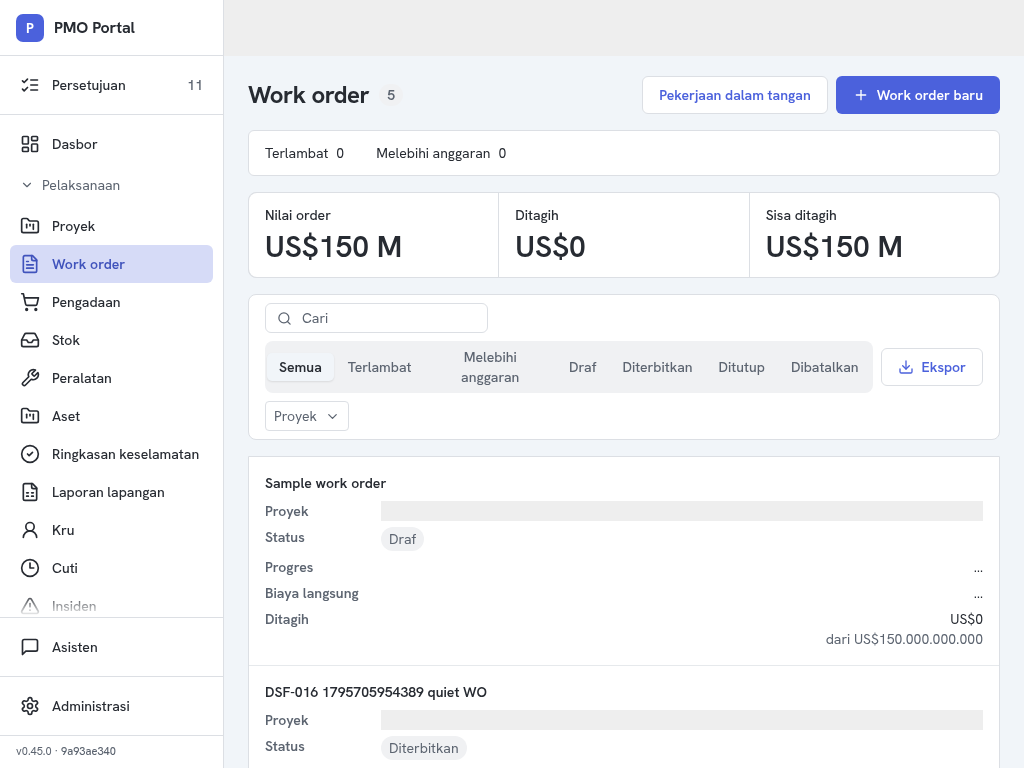 P PMO Portal
Persetujuan 11
Dasbor
Pelaksanaan
Proyek
Work order
Pengadaan
Stok
Peralatan
Aset
Ringkasan keselamatan
Laporan lapangan
Kru
Cuti
Insiden
Asisten
Administrasi
v0.45.0 · 9a93ae340
Work order 5
Pekerjaan dalam tangan
Work order baru
Terlambat 0 Melebihi anggaran 0
Nilai order
US$150 M
Ditagih
US$0
Sisa ditagih
US$150 M
Cari
Semua Terlambat Melebihi anggaran Draf Diterbitkan Ditutup Dibatalkan
Ekspor
Proyek
Sample work order
Proyek
Status Draf
Progres ...
Biaya langsung ...
Ditagih US$0
dari US$150.000.000.000
DSF-016 1795705954389 quiet WO
Proyek
Status Diterbitkan